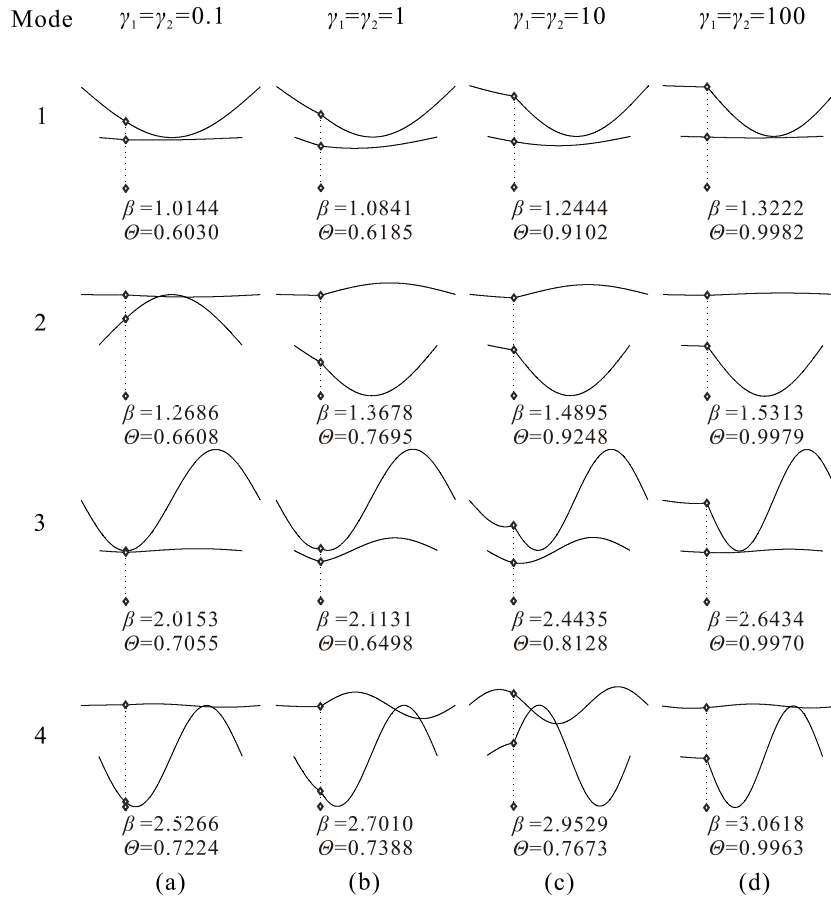 Mode γ₁=γ₂=0.1 γ₁=γ₂=1 γ₁=γ₂=10 γ₁=γ₂=100
1
β=1.0144 β=1.0841 β=1.2444 β=1.3222
Θ=0.6030 Θ=0.6185 Θ=0.9102 Θ=0.9982
2
β=1.2686 β=1.3678 β=1.4895 β=1.5313
Θ=0.6608 Θ=0.7695 Θ=0.9248 Θ=0.9979
3
β=2.0153 β=2.1131 β=2.4435 β=2.6434
Θ=0.7055 Θ=0.6498 Θ=0.8128 Θ=0.9970
4
β=2.5266 β=2.7010 β=2.9529 β=3.0618
Θ=0.7224 Θ=0.7388 Θ=0.7673 Θ=0.9963
(a) (b) (c) (d)